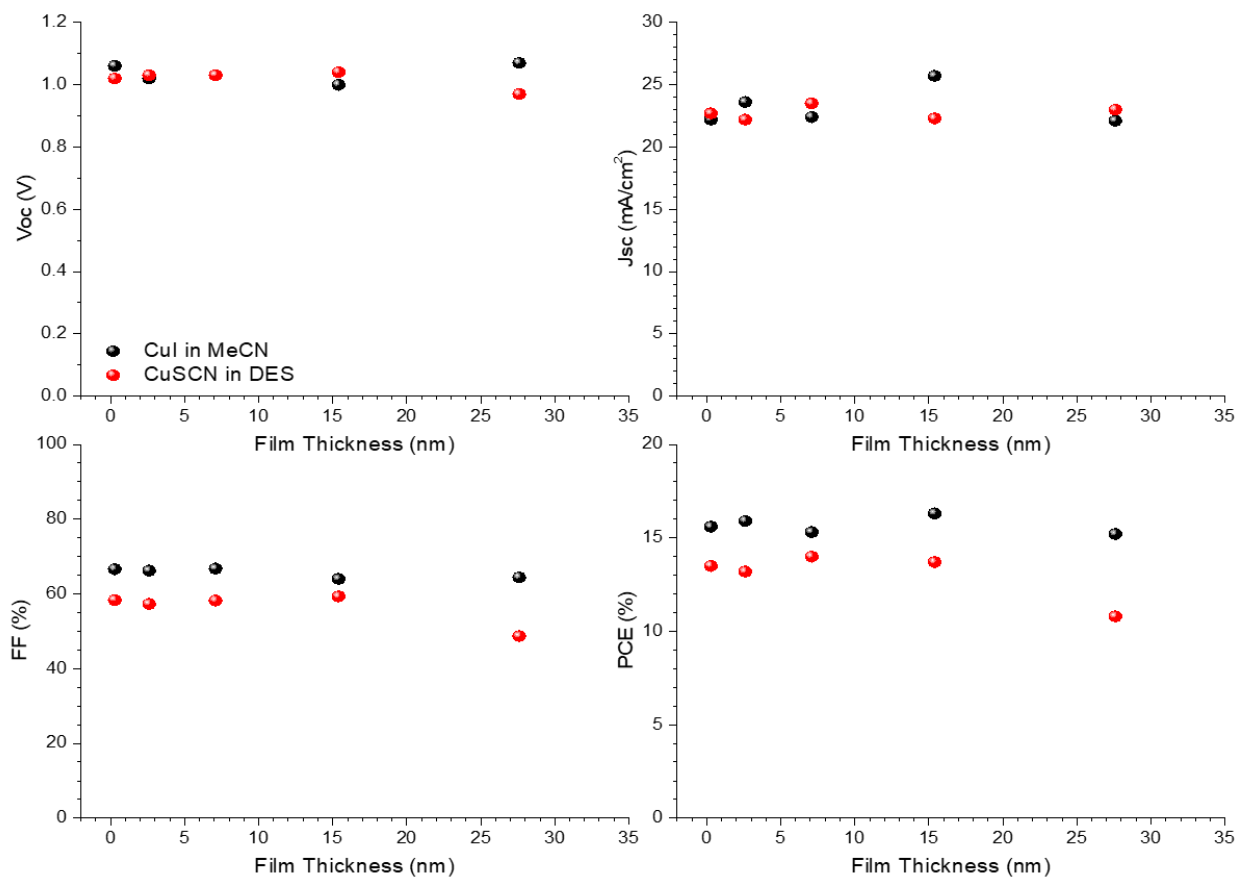 1.2
1.0
0.8
0.6
0.4
0.2
0.0
Voc (V)
CuI in MeCN
CuSCN in DES
0 5 10 15 20 25 30 35
Film Thickness (nm)
30
25
20
15
10
5
0
Jsc (mA/cm²)
0 5 10 15 20 25 30 35
Film Thickness (nm)
100
80
60
40
20
0
FF (%)
0 5 10 15 20 25 30 35
Film Thickness (nm)
20
15
10
5
0
PCE (%)
0 5 10 15 20 25 30 35
Film Thickness (nm)